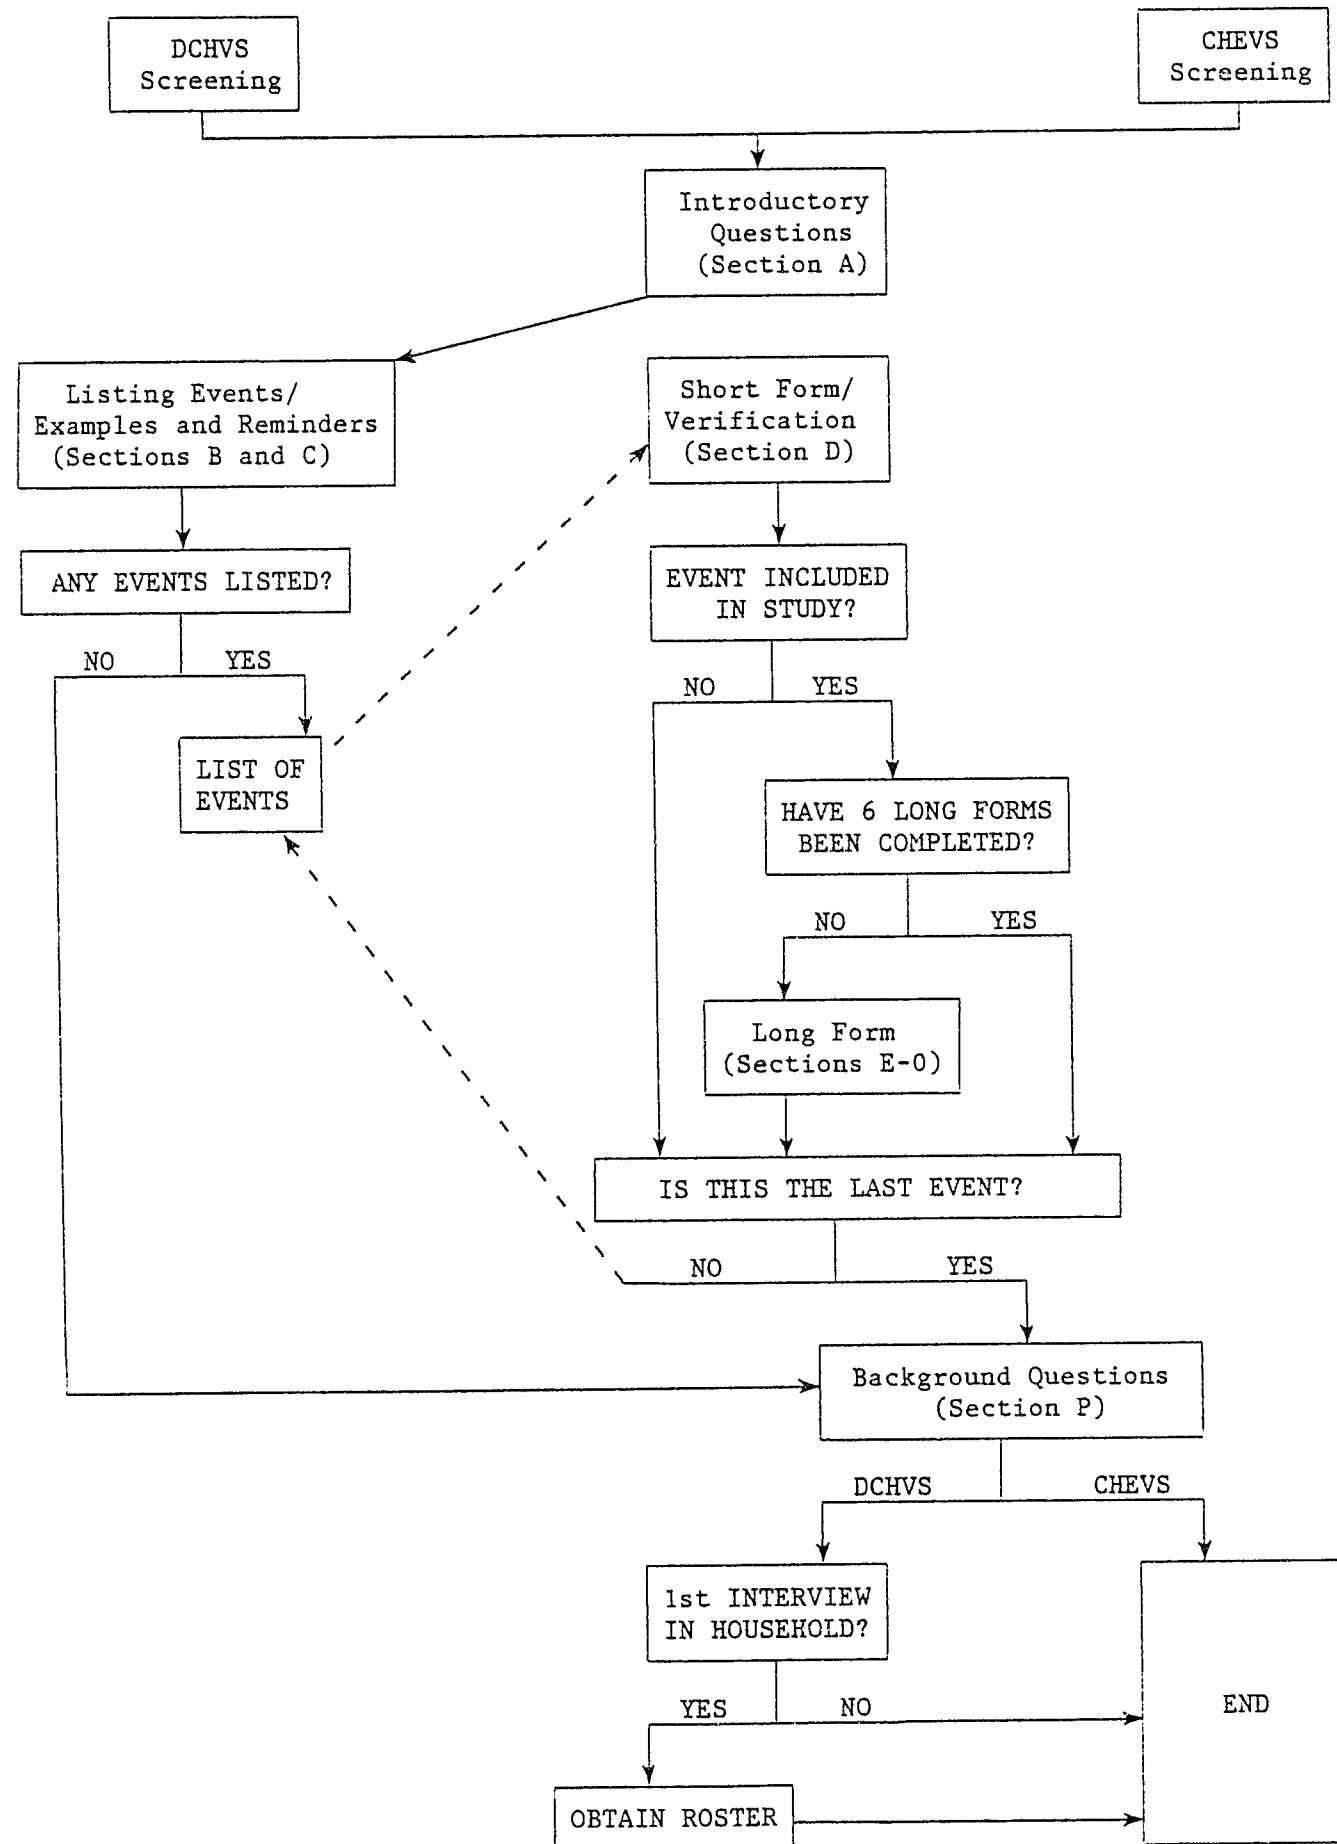 DCHVS
Screening
CHEVS
Screening
Introductory
Questions
(Section A)
Listing Events/
Examples and Reminders
(Sections B and C)
Short Form/
Verification
(Section D)
ANY EVENTS LISTED?
EVENT INCLUDED
IN STUDY?
NO YES
NO YES
LIST OF
EVENTS
HAVE 6 LONG FORMS
BEEN COMPLETED?
NO YES
Long Form
(Sections E-O)
IS THIS THE LAST EVENT?
NO YES
Background Questions
(Section P)
DCHVS CHEVS
1st INTERVIEW
IN HOUSEHOLD?
YES NO
END
OBTAIN ROSTER